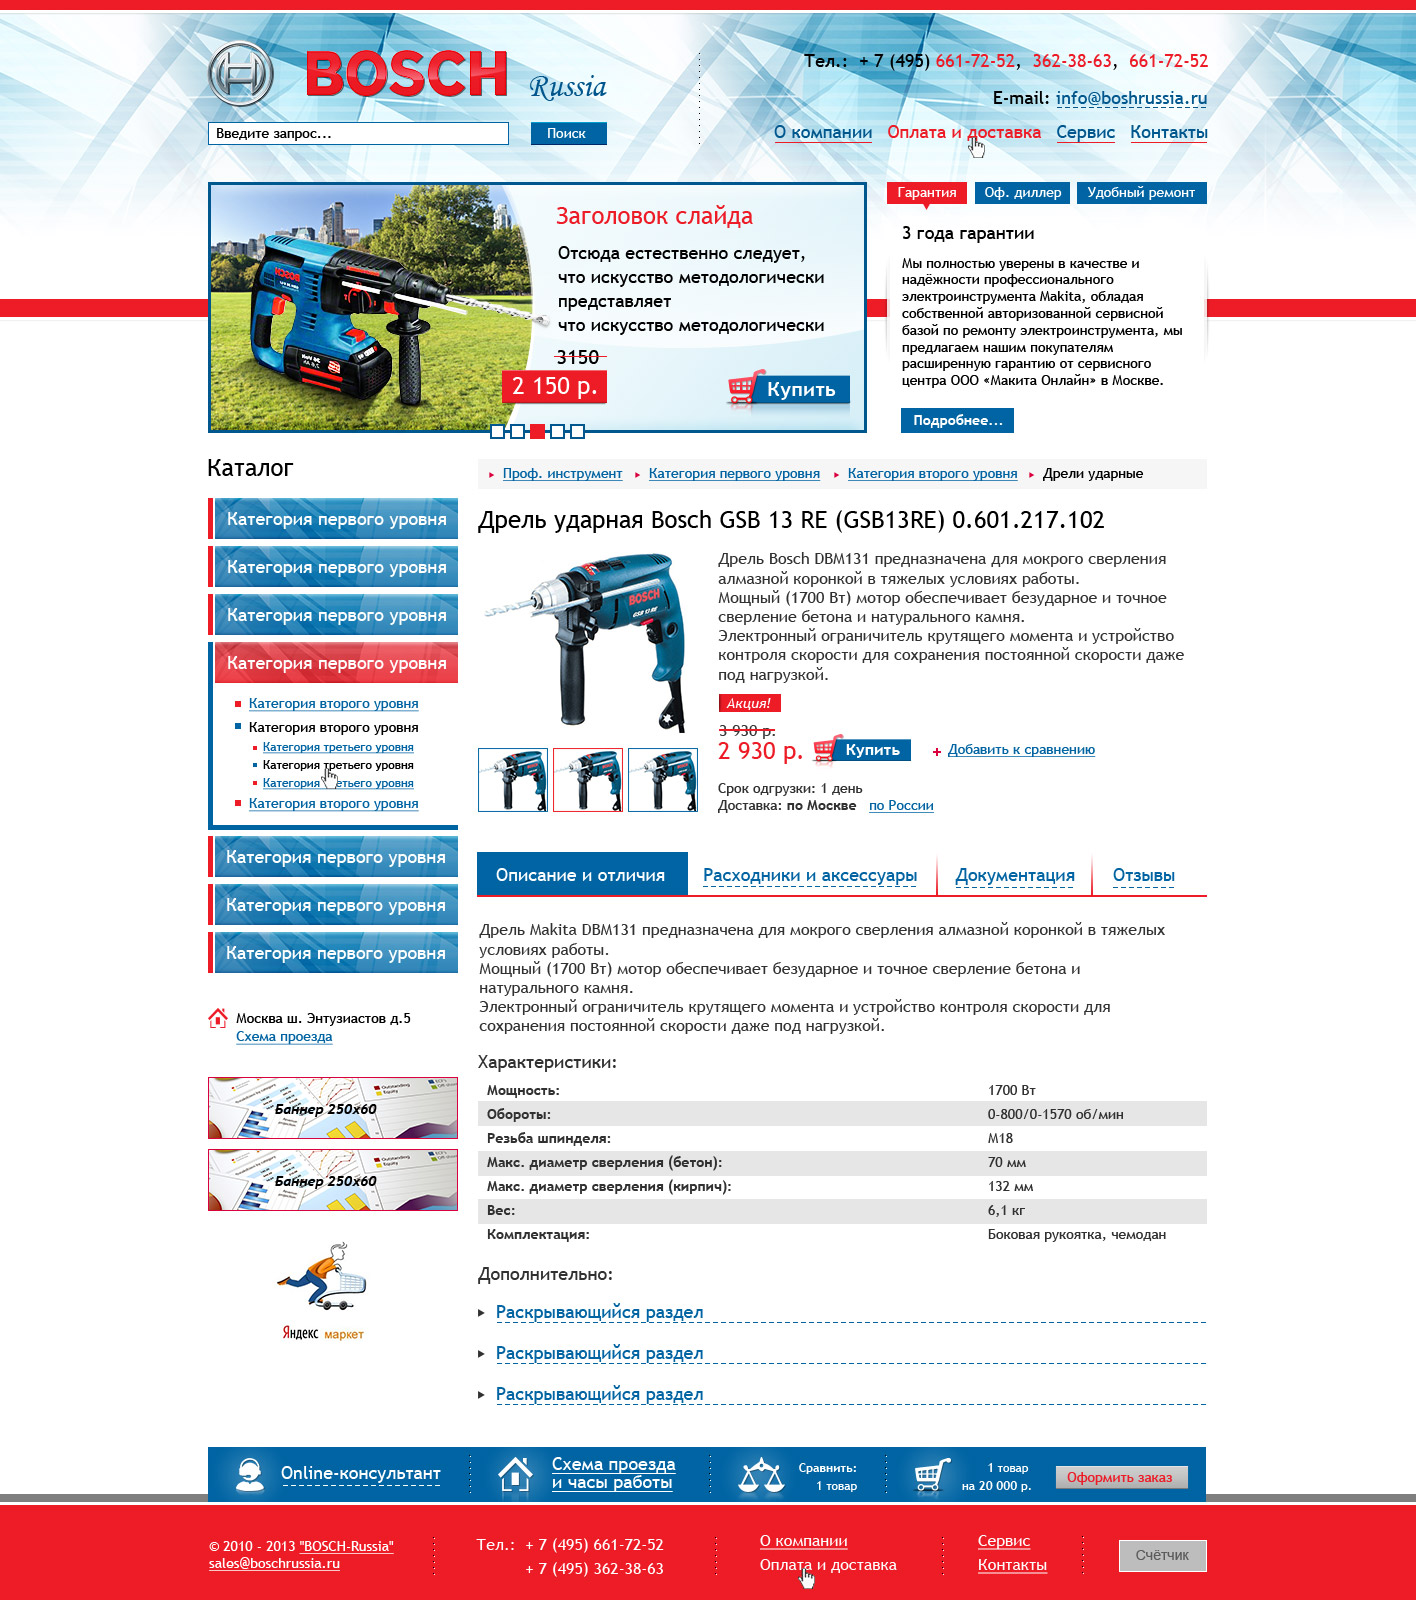 BOSCH
Russia
Тел.: + 7 (495) 661-72-52, 362-38-63, 661-72-52
E-mail: info@boshrussia.ru
Введите запрос...
Поиск
О компании Оплата и доставка Сервис Контакты
Заголовок слайда
Отсюда естественно следует,
что искусство методологически
представляет
что искусство методологически
3150
2 150 р.
Купить
BOSCH
Гарантия Оф. диллер Удобный ремонт
3 года гарантии
Мы полностью уверены в качестве и
надёжности профессионального
электроинструмента Makita, обладая
собственной авторизованной сервисной
базой по ремонту электроинструмента, мы
предлагаем нашим покупателям
расширенную гарантию от сервисного
центра ООО «Макита Онлайн» в Москве.
Подробнее...
Каталог
Категория первого уровня
Категория первого уровня
Категория первого уровня
Категория первого уровня
Категория второго уровня
Категория второго уровня
Категория третьего уровня
Категория третьего уровня
Категория третьего уровня
Категория второго уровня
Категория первого уровня
Категория первого уровня
Категория первого уровня
Москва ш. Энтузиастов д.5
Схема проезда
Баннер 250х60
Баннер 250х60
Яндекс маркет
Проф. инструмент Категория первого уровня Категория второго уровня Дрели ударные
Дрель ударная Bosch GSB 13 RE (GSB13RE) 0.601.217.102
BOSCH
GSB 13 RE
Дрель Bosch DBM131 предназначена для мокрого сверления
алмазной коронкой в тяжелых условиях работы.
Мощный (1700 Вт) мотор обеспечивает безударное и точное
сверление бетона и натурального камня.
Электронный ограничитель крутящего момента и устройство
контроля скорости для сохранения постоянной скорости даже
под нагрузкой.
Акция!
3 930 р.
2 930 р.
Купить
Добавить к сравнению
Срок одгрузки: 1 день
Доставка: по Москве по России
Описание и отличия Расходники и аксессуары Документация Отзывы
Дрель Makita DBM131 предназначена для мокрого сверления алмазной коронкой в тяжелых
условиях работы.
Мощный (1700 Вт) мотор обеспечивает безударное и точное сверление бетона и
натурального камня.
Электронный ограничитель крутящего момента и устройство контроля скорости для
сохранения постоянной скорости даже под нагрузкой.
Характеристики:
Мощность: 1700 Вт
Обороты: 0-800/0-1570 об/мин
Резьба шпинделя: М18
Макс. диаметр сверления (бетон): 70 мм
Макс. диаметр сверления (кирпич): 132 мм
Вес: 6,1 кг
Комплектация: Боковая рукоятка, чемодан
Дополнительно:
Раскрывающийся раздел
Раскрывающийся раздел
Раскрывающийся раздел
Online-консультант
Схема проезда
и часы работы
Сравнить:
1 товар
1 товар
на 20 000 р.
Оформить заказ
© 2010 - 2013 "BOSCH-Russia"
sales@boschrussia.ru
Тел.: + 7 (495) 661-72-52
+ 7 (495) 362-38-63
О компании
Оплата и доставка
Сервис
Контакты
Счётчик